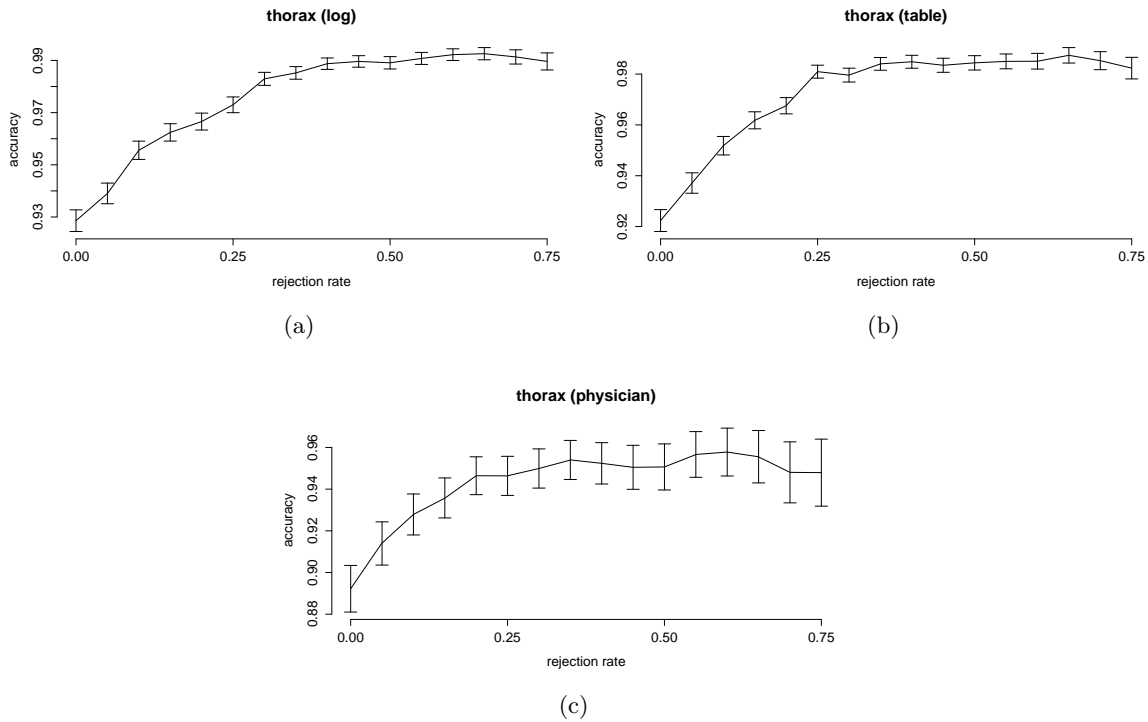 thorax (log)
accuracy
0.93 0.95 0.97 0.99
0.00 0.25 0.50 0.75
rejection rate
(a)
thorax (table)
accuracy
0.92 0.94 0.96 0.98
0.00 0.25 0.50 0.75
rejection rate
(b)
thorax (physician)
accuracy
0.88 0.90 0.92 0.94 0.96
0.00 0.25 0.50 0.75
rejection rate
(c)